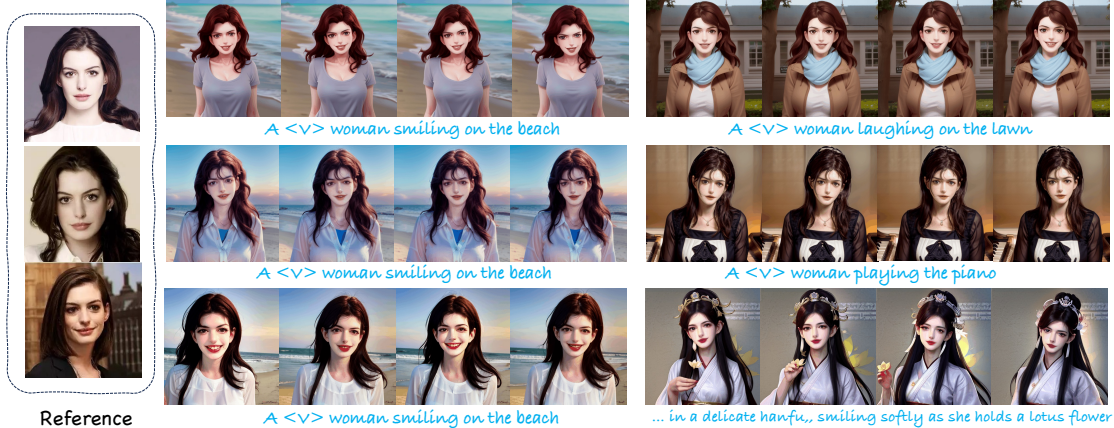 A <v> woman smiling on the beach
A <v> woman laughing on the lawn
A <v> woman smiling on the beach
A <v> woman playing the piano
A <v> woman smiling on the beach
... in a delicate hanfu,, smiling softly as she holds a lotus flower
Reference